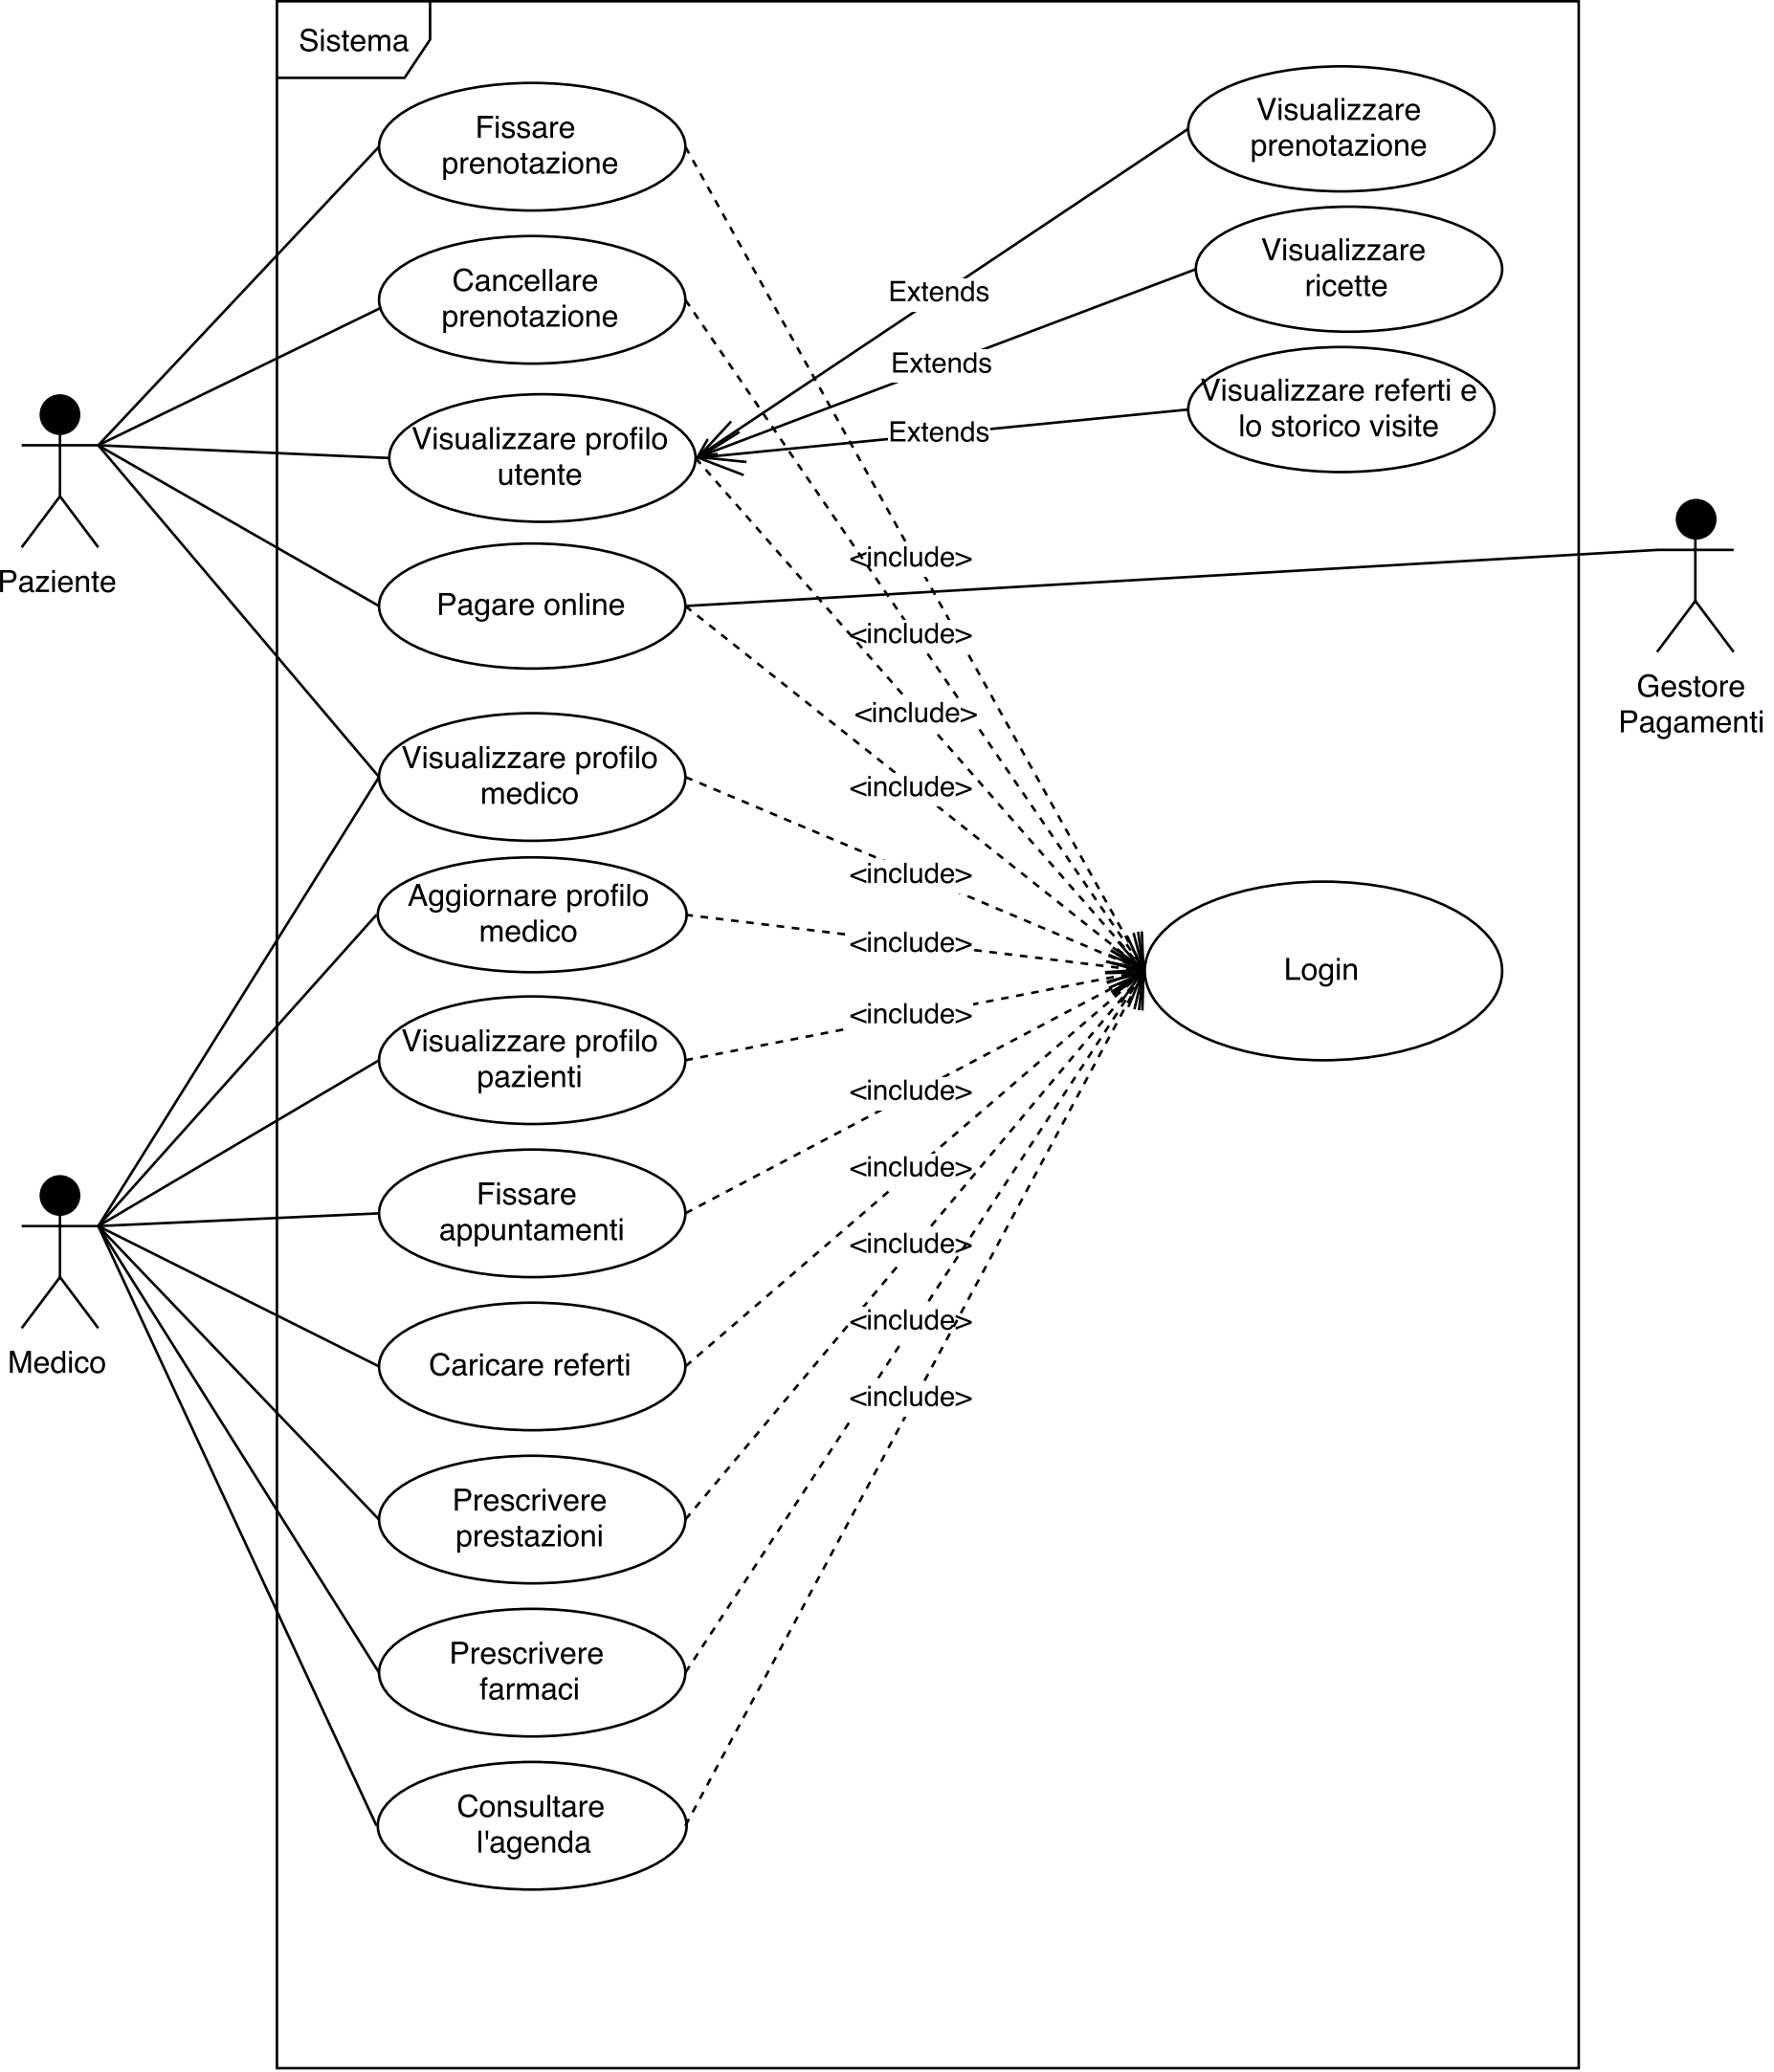 Sistema
Fissare
prenotazione
Visualizzare
prenotazione
Cancellare
prenotazione
Visualizzare
ricette
Extends
Extends
Visualizzare referti e
lo storico visite
Extends
Visualizzare profilo
utente
Paziente
<include>
Pagare online
<include>
Gestore
Pagamenti
<include>
Visualizzare profilo
medico
<include>
<include>
Aggiornare profilo
medico
<include>
Login
<include>
Visualizzare profilo
pazienti
<include>
Fissare
appuntamenti
<include>
<include>
Medico
Caricare referti
<include>
<include>
Prescrivere
prestazioni
Prescrivere
farmaci
Consultare
l'agenda